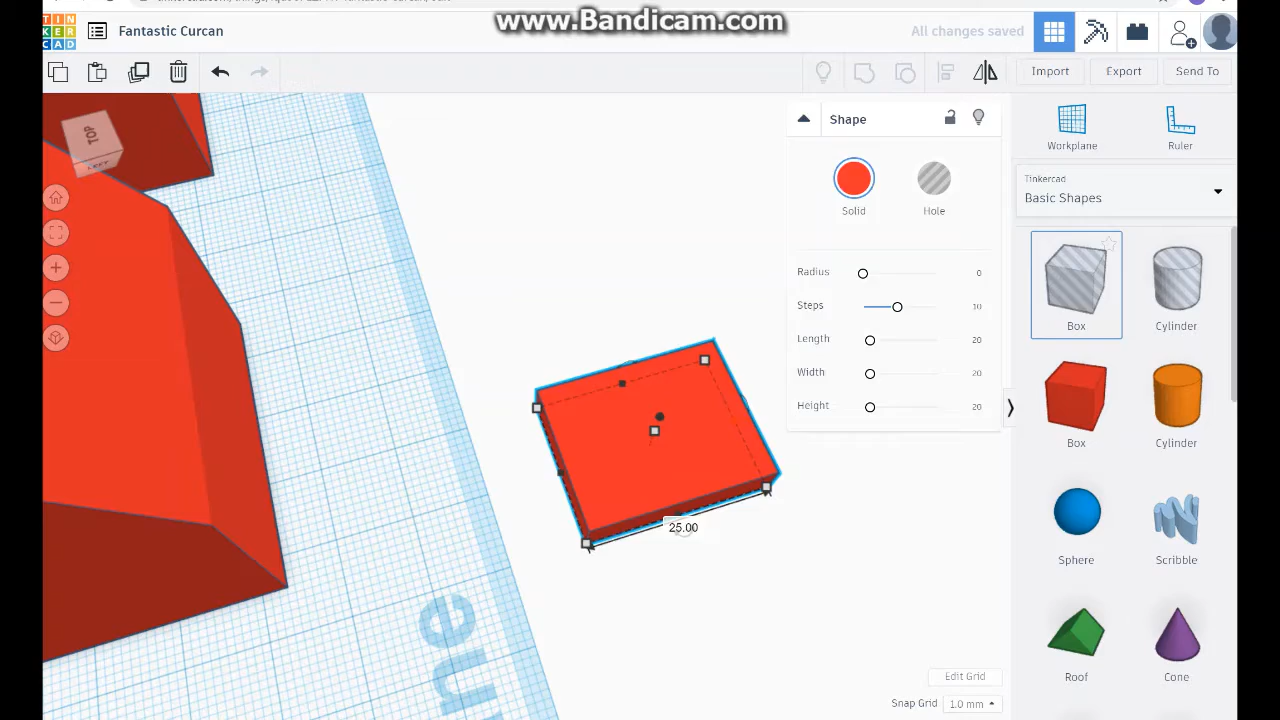 www.Bandicam.com
TIN
KER
CAD
Fantastic Curcan
All changes saved
Import
Export
Send To
TOP
LEFT
Shape
Solid
Hole
Radius
0
Steps
10
Length
20
Width
20
Height
20
25.00
Workplane
Ruler
Tinkercad
Basic Shapes
Box
Cylinder
Box
Cylinder
Sphere
Scribble
Roof
Cone
ne
Edit Grid
Snap Grid
1.0 mm